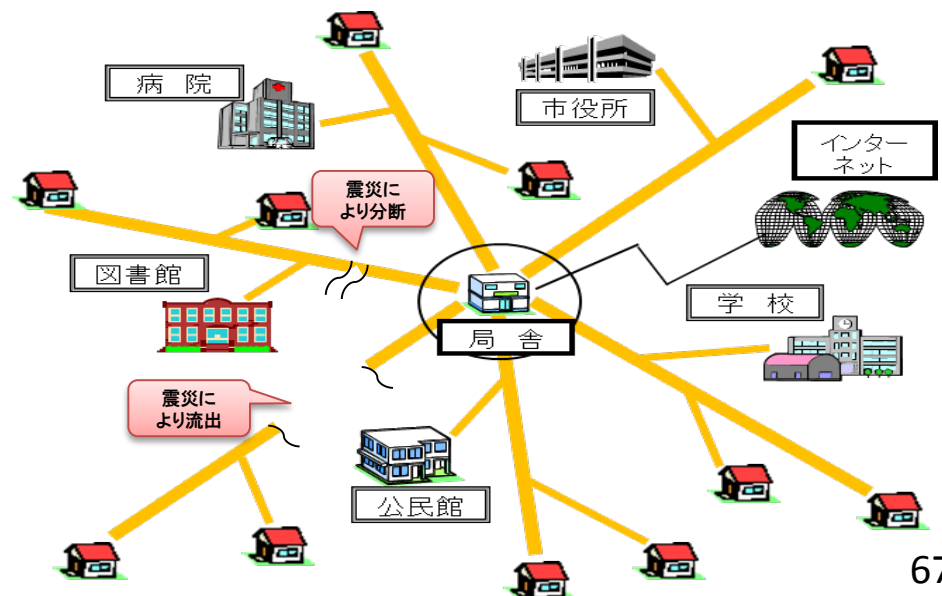 病 院
市役所
インター
ネット
震災に
より分断
図書館
学 校
局 舎
震災に
より流出
公民館
67